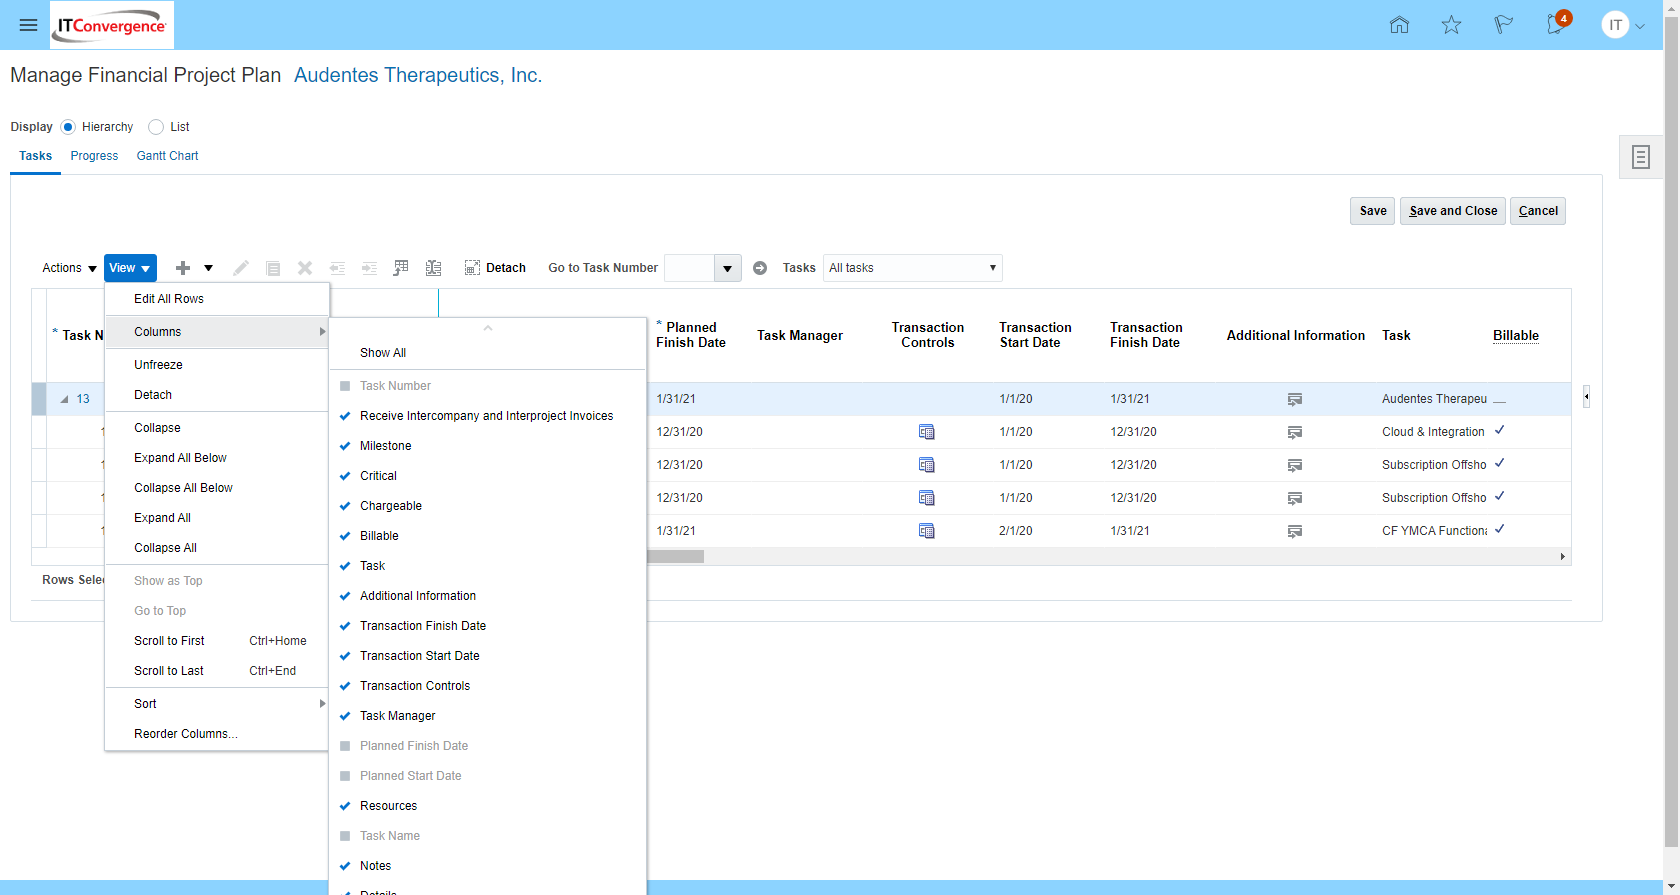 ITConvergence
4
IT
Manage Financial Project Plan Audentes Therapeutics, Inc.
Display Hierarchy List
Tasks Progress Gantt Chart
Save Save and Close Cancel
Actions View Detach Go to Task Number Tasks All tasks
Edit All Rows
Columns
Unfreeze
Detach
Collapse
Expand All Below
Collapse All Below
Expand All
Collapse All
Show as Top
Go to Top
Scroll to First Ctrl+Home
Scroll to Last Ctrl+End
Sort
Reorder Columns...
Show All
Task Number
Receive Intercompany and Interproject Invoices
Milestone
Critical
Chargeable
Billable
Task
Additional Information
Transaction Finish Date
Transaction Start Date
Transaction Controls
Task Manager
Planned Finish Date
Planned Start Date
Resources
Task Name
Notes
Details
* Task N
* Planned Finish Date Task Manager Transaction Controls Transaction Start Date Transaction Finish Date Additional Information Task Billable
13 1/31/21 1/1/20 1/31/21 Audentes Therapeu
12/31/20 1/1/20 12/31/20 Cloud & Integration
12/31/20 1/1/20 12/31/20 Subscription Offsho
12/31/20 1/1/20 12/31/20 Subscription Offsho
1/31/21 2/1/20 1/31/21 CF YMCA Functiona
Rows Selec